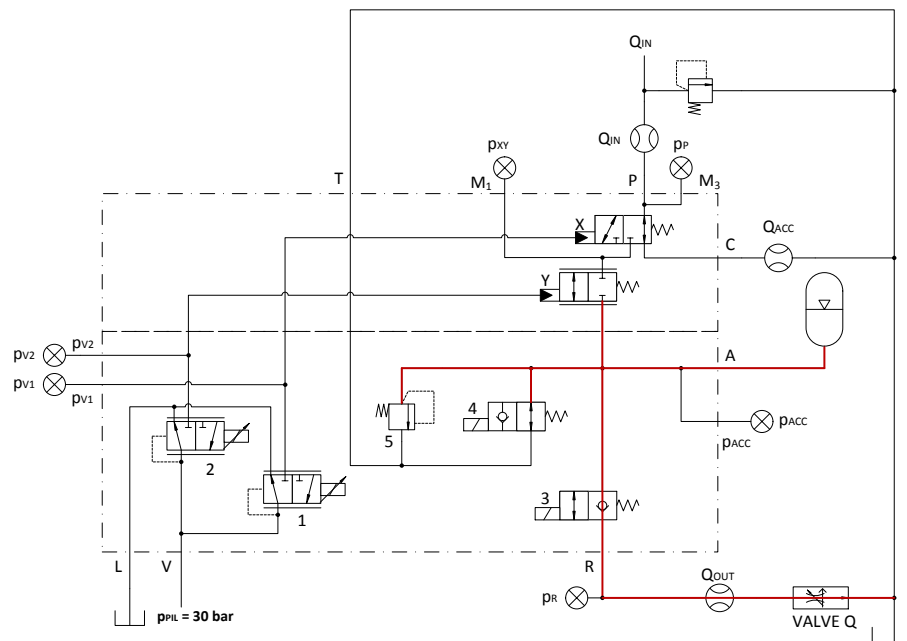 QIN
QIN
pXY
pP
T
M1
P
M3
X
QACC
C
Y
A
pV2
pV2
pV1
pV1
4
5
pACC
pACC
2
3
1
L
V
R
QOUT
pR
pPIL = 30 bar
VALVE Q